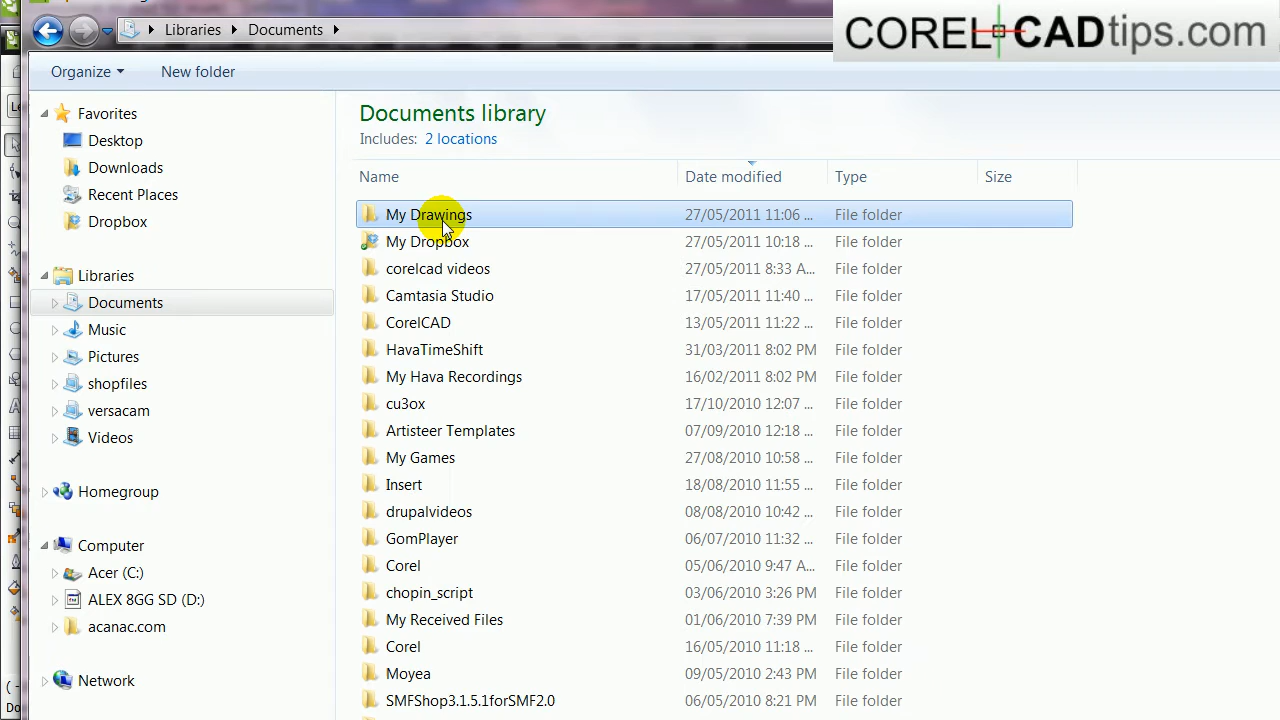 Libraries Documents
COREL CADtips.com
Organize New folder
Favorites
Desktop
Downloads
Recent Places
Dropbox
Libraries
Documents
Music
Pictures
shopfiles
versacam
Videos
Homegroup
Computer
Acer (C:)
ALEX 8GG SD (D:)
acanac.com
Network
Documents library
Includes: 2 locations
Name Date modified Type Size
My Drawings 27/05/2011 11:06 ... File folder
My Dropbox 27/05/2011 10:18 ... File folder
corelcad videos 27/05/2011 8:33 A... File folder
Camtasia Studio 17/05/2011 11:40 ... File folder
CorelCAD 13/05/2011 11:22 ... File folder
HavaTimeShift 31/03/2011 8:02 PM File folder
My Hava Recordings 16/02/2011 8:02 PM File folder
cu3ox 17/10/2010 12:07 ... File folder
Artisteer Templates 07/09/2010 12:18 ... File folder
My Games 27/08/2010 10:58 ... File folder
Insert 18/08/2010 11:55 ... File folder
drupalvideos 08/08/2010 10:42 ... File folder
GomPlayer 06/07/2010 11:32 ... File folder
Corel 05/06/2010 9:47 A... File folder
chopin_script 03/06/2010 3:26 PM File folder
My Received Files 01/06/2010 7:39 PM File folder
Corel 16/05/2010 11:18 ... File folder
Moyea 09/05/2010 2:43 PM File folder
SMFShop3.1.5.1forSMF2.0 06/05/2010 8:21 PM File folder